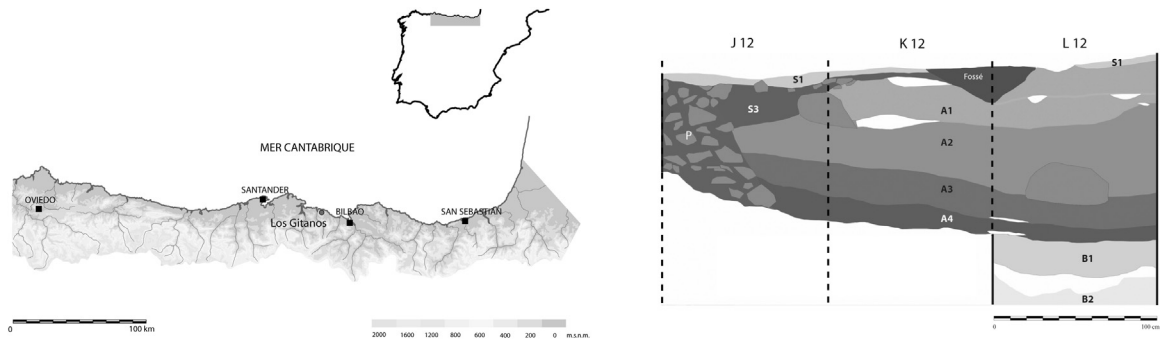 MER CANTABRIQUE
OVIEDO
SANTANDER
BILBAO
SAN SEBASTIAN
Los Gitanos
0 100 km
2000 1600 800 600 400 200 0 m.s.n.m.
J 12 K 12 L 12
S1
S1
Fossé
S3
A1
P
A2
A3
A4
B1
B2
0 100 cm